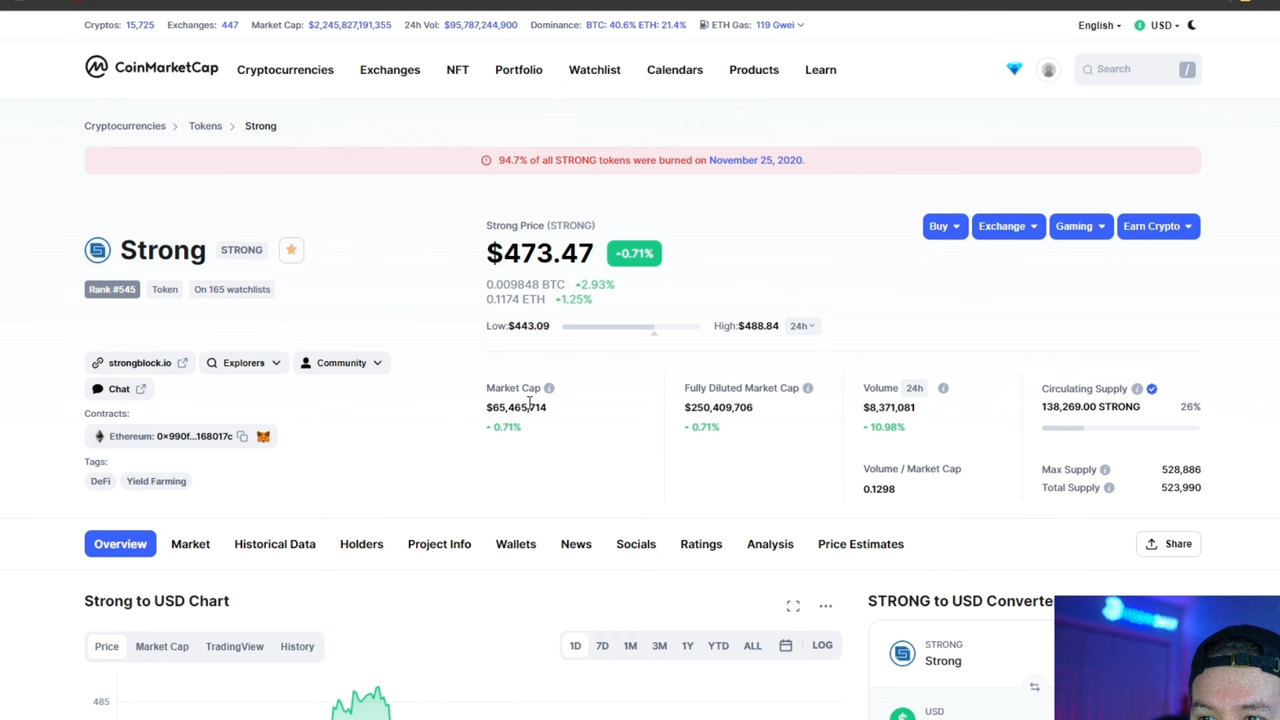 Cryptos: 15,725 Exchanges: 447 Market Cap: $2,245,827,191,355 24h Vol: $95,787,244,900 Dominance: BTC: 40.6% ETH: 21.4% ETH Gas: 119 Gwei English USD
CoinMarketCap Cryptocurrencies Exchanges NFT Portfolio Watchlist Calendars Products Learn Search /
Cryptocurrencies > Tokens > Strong
94.7% of all STRONG tokens were burned on November 25, 2020.
Strong Price (STRONG) Buy Exchange Gaming Earn Crypto
Strong STRONG $473.47 0.71%
0.009848 BTC 2.93%
Rank #545 Token On 165 watchlists 0.1174 ETH 1.25%
Low: $443.09 High: $488.84 24h
strongblock.io Explorers Community
Chat Market Cap Fully Diluted Market Cap Volume 24h Circulating Supply
Contracts: $65,465,714 $250,409,706 $8,371,081 138,269.00 STRONG 26%
0.71% 0.71% 10.98%
Ethereum: 0x990f...168017c
Tags: Volume / Market Cap Max Supply 528,886
DeFi Yield Farming 0.1298 Total Supply 523,990
Overview Market Historical Data Holders Project Info Wallets News Socials Ratings Analysis Price Estimates Share
Strong to USD Chart STRONG to USD Converte
Price Market Cap TradingView History 1D 7D 1M 3M 1Y YTD ALL LOG
STRONG
Strong
485
USD